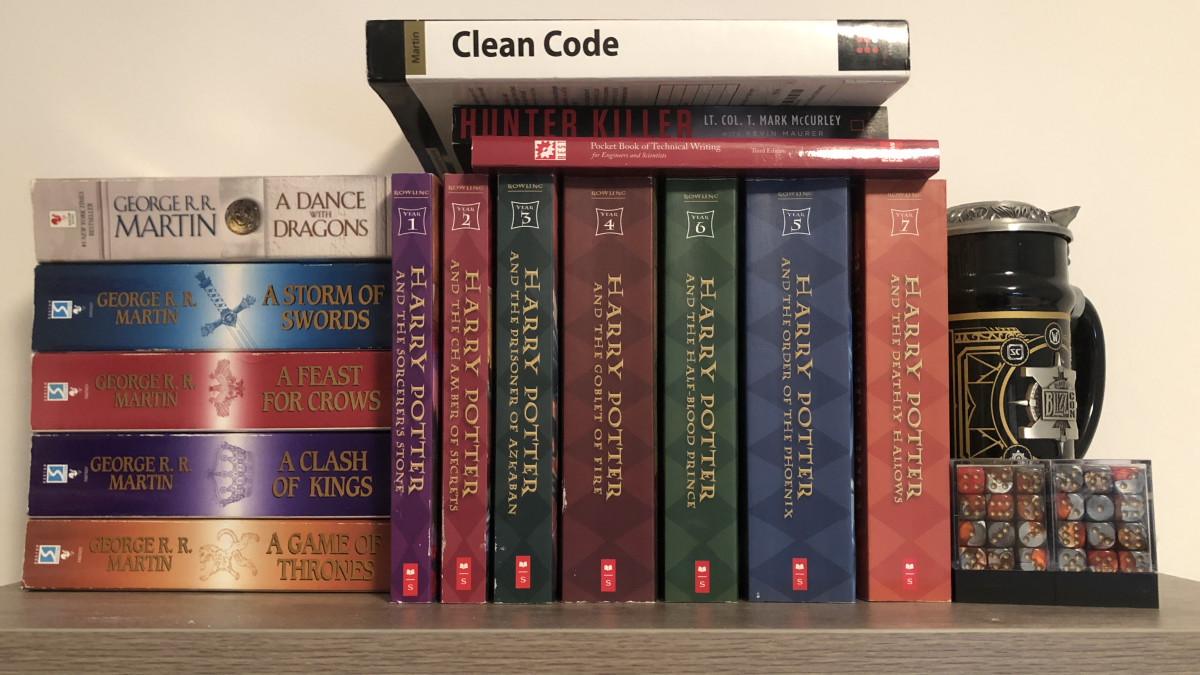 Martin
Clean Code
HUNTER KILLER
LT. COL. T. MARK McCURLEY
WITH KEVIN MAURER
Pocket Book of Technical Writing
for Engineers and Scientists
Third Edition
GEORGE R.R.
MARTIN
A DANCE
WITH
DRAGONS
GEORGE R. R.
MARTIN
A STORM OF
SWORDS
GEORGE R. R.
MARTIN
A FEAST
FOR CROWS
GEORGE R. R.
MARTIN
A CLASH
OF KINGS
GEORGE R. R.
MARTIN
A GAME OF
THRONES
ROWLING
YEAR
1
HARRY POTTER
AND THE SORCERER'S STONE
S
ROWLING
YEAR
2
HARRY POTTER
AND THE CHAMBER OF SECRETS
S
ROWLING
YEAR
3
HARRY POTTER
AND THE PRISONER OF AZKABAN
S
ROWLING
YEAR
4
HARRY POTTER
AND THE GOBLET OF FIRE
S
ROWLING
YEAR
6
HARRY POTTER
AND THE HALF-BLOOD PRINCE
S
ROWLING
YEAR
5
HARRY POTTER
AND THE ORDER OF THE PHOENIX
S
ROWLING
YEAR
7
HARRY POTTER
AND THE DEATHLY HALLOWS
S
W
SC